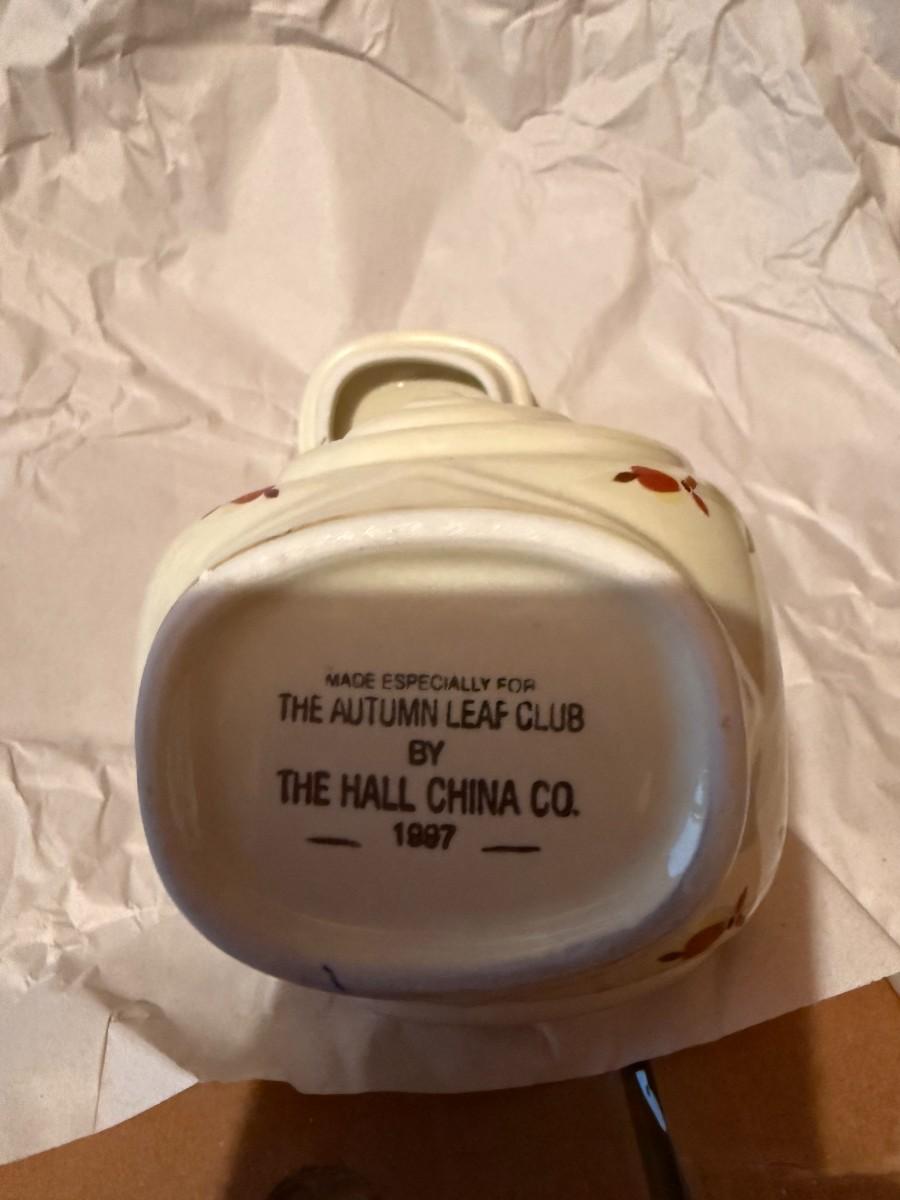 MADE ESPECIALLY FOR
THE AUTUMN LEAF CLUB
BY
THE HALL CHINA CO.
— 1997 —